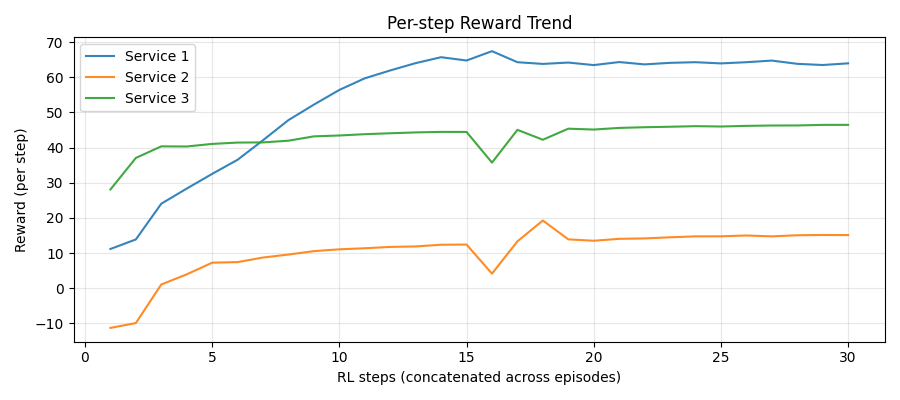 Per-step Reward Trend
Service 1
Service 2
Service 3
Reward (per step)
70
60
50
40
30
20
10
0
−10
0 5 10 15 20 25 30
RL steps (concatenated across episodes)